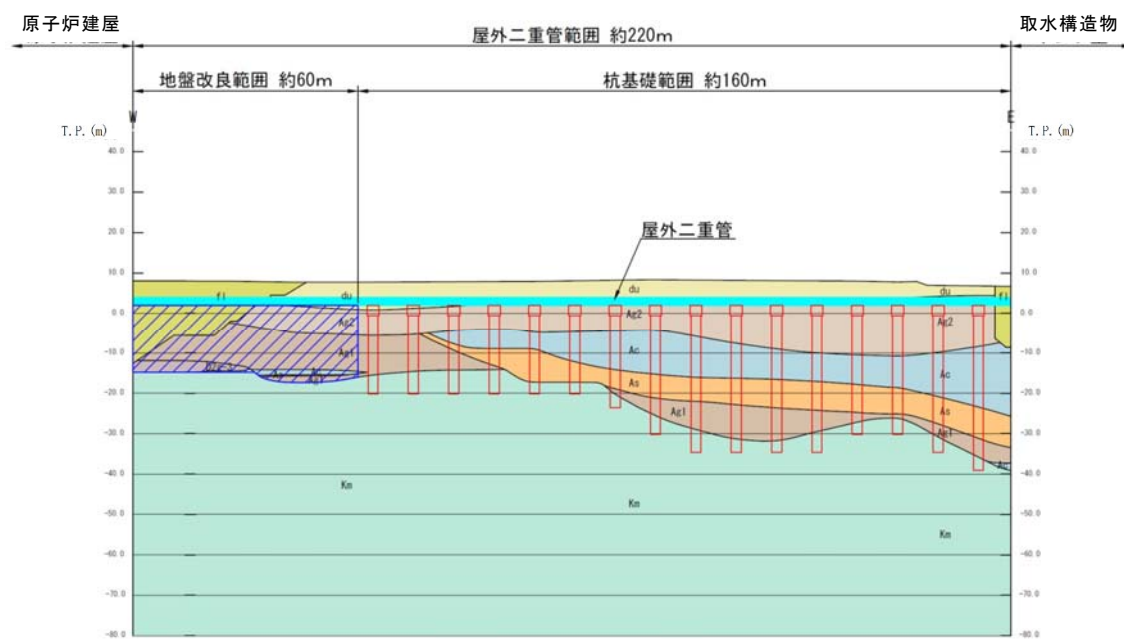 原子炉建屋
取水構造物
屋外二重管範囲 約220m
地盤改良範囲 約60m
杭基礎範囲 約160m
W
E
T.P.(m)
T.P.(m)
40.0
40.0
30.0
30.0
20.0
20.0
屋外二重管
10.0
10.0
fl
du
du
du
fl
0.0
0.0
Ag2
Ag2
Ag2
-10.0
-10.0
Ag1
Ac
Ac
-20.0
-20.0
As
As
Ag1
Ag1
-30.0
-30.0
-40.0
-40.0
Km
Km
-50.0
-50.0
Km
-60.0
-60.0
-70.0
-70.0
-80.0
-80.0